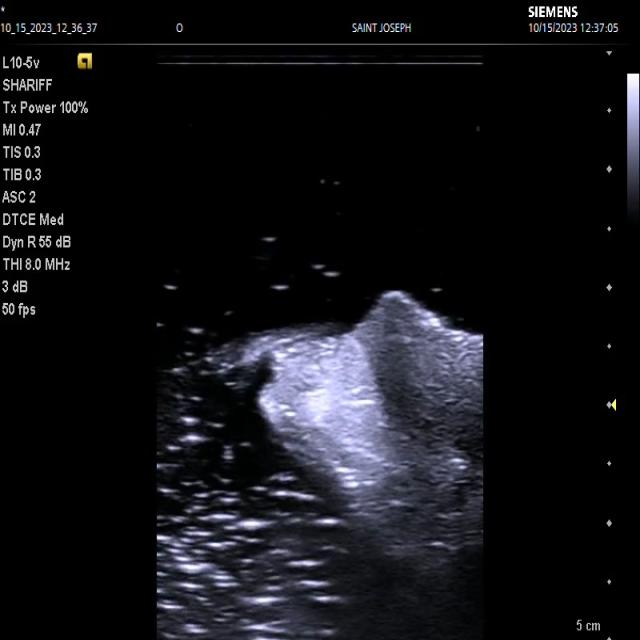 *
SIEMENS
10_15_2023_12_36_37 O SAINT JOSEPH 10/15/2023 12:37:05
L10-5v
SHARIFF
Tx Power 100%
MI 0.47
TIS 0.3
TIB 0.3
ASC 2
DTCE Med
Dyn R 55 dB
THI 8.0 MHz
3 dB
50 fps
5 cm